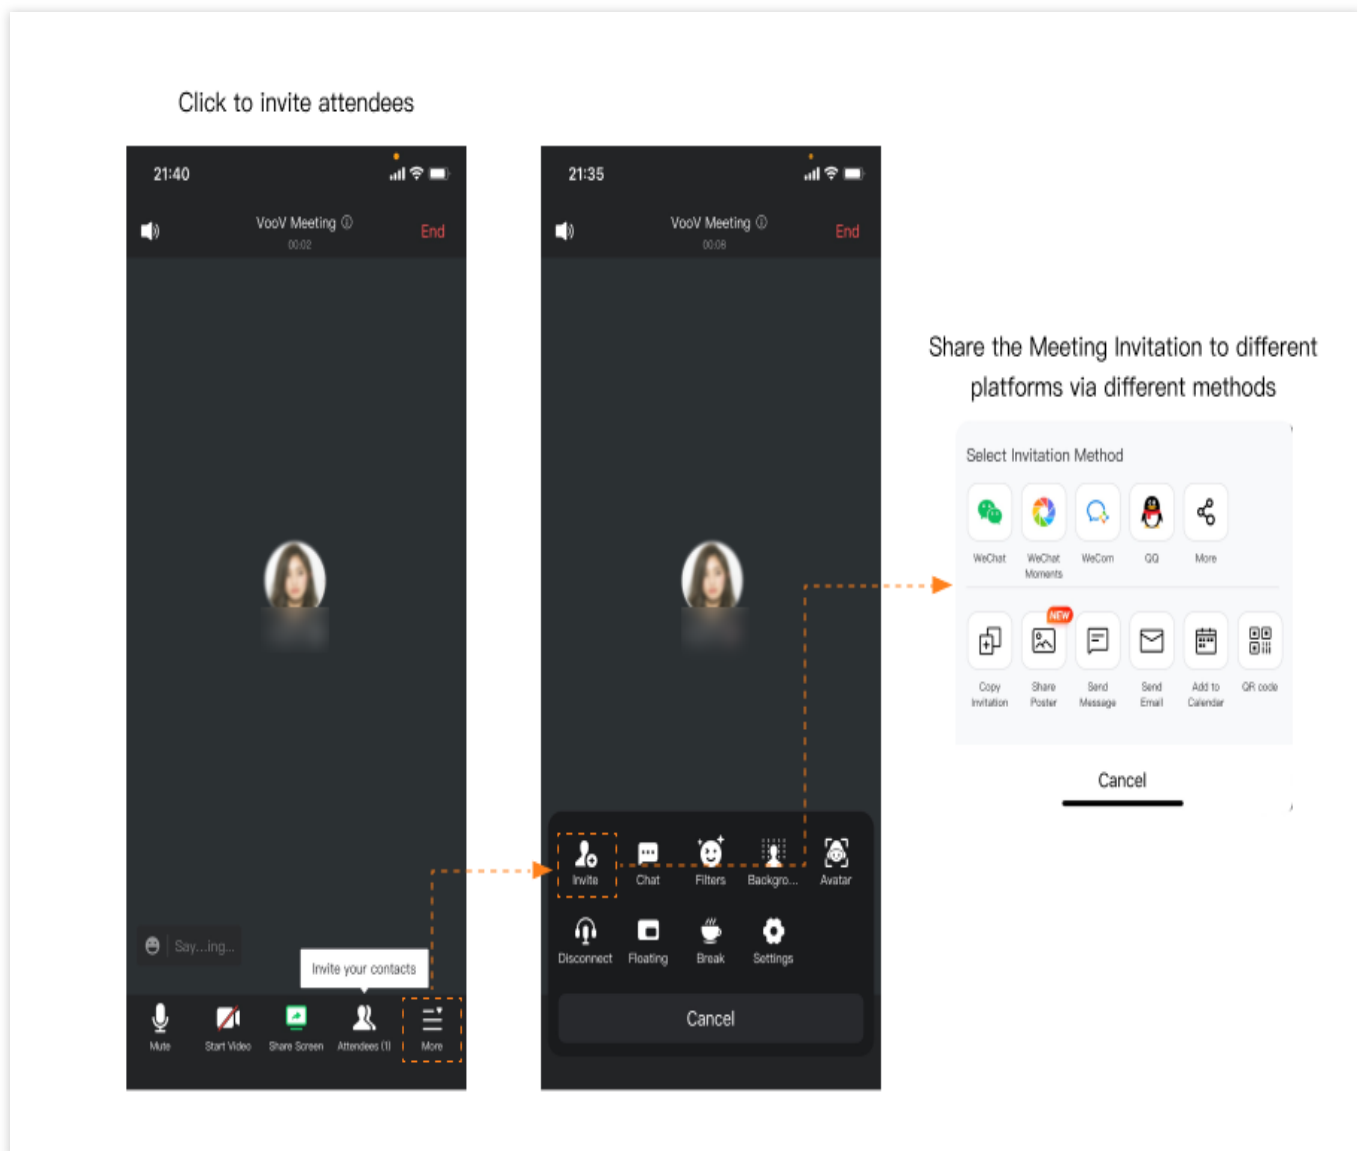 Click to invite attendees
21:40
VooV Meeting
00:02
End
Say...ing...
Invite your contacts
Mute
Start Video
Share Screen
Attendees (1)
More
21:35
VooV Meeting
00:08
End
Invite
Chat
Filters
Backgro...
Avatar
Disconnect
Floating
Break
Settings
Cancel
Share the Meeting Invitation to different
platforms via different methods
Select Invitation Method
WeChat
WeChat
Moments
WeCom
QQ
More
NEW
Copy
Invitation
Share
Poster
Send
Message
Send
Email
Add to
Calendar
QR code
Cancel